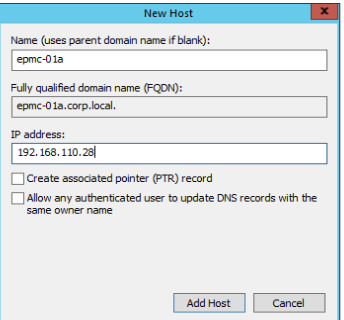 New Host
x
Name (uses parent domain name if blank):
epmc-01a
Fully qualified domain name (FQDN):
epmc-01a.corp.local.
IP address:
192.168.110.28
Create associated pointer (PTR) record
Allow any authenticated user to update DNS records with the
same owner name
Add Host
Cancel